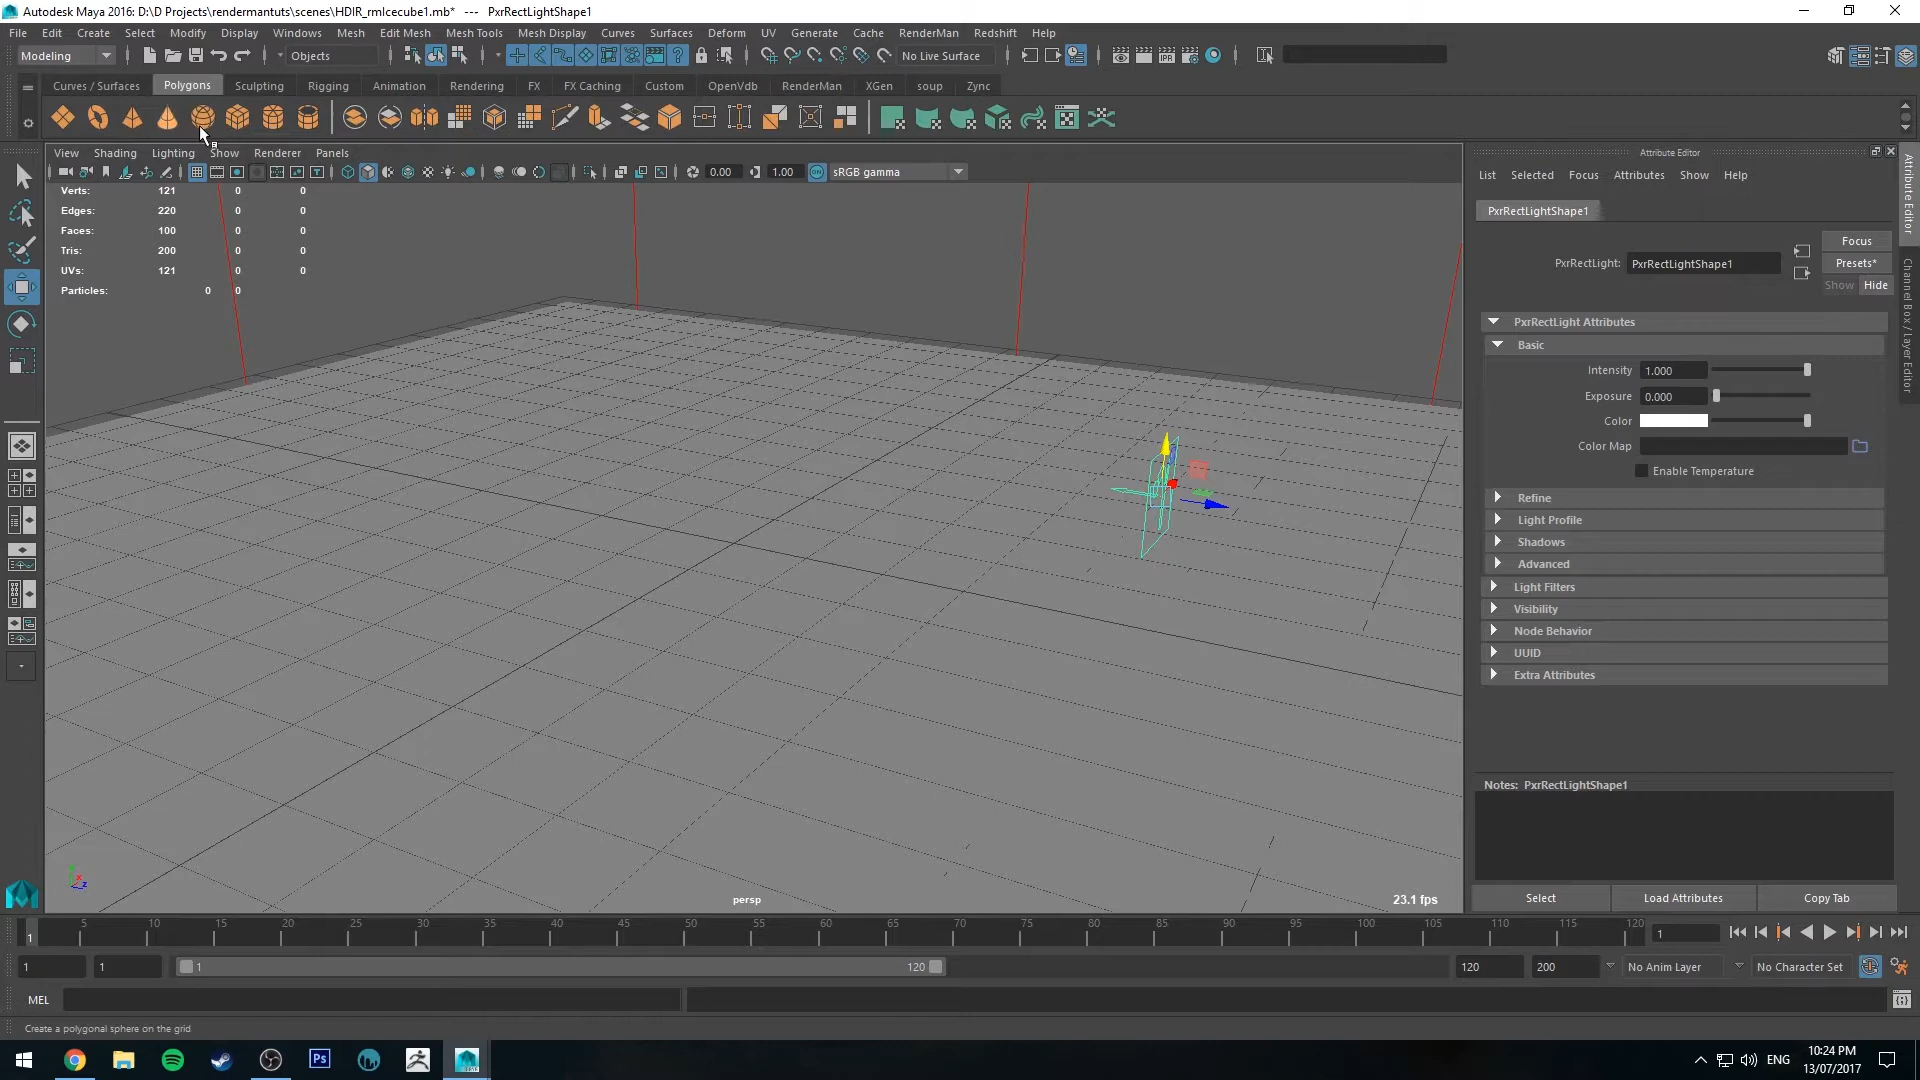 Autodesk Maya 2016: D:\D Projects\rendermantuts\scenes\HDIR_rmIcecube1.mb* --- PxrRectLightShape1
File Edit Create Select Modify Display Windows Mesh Edit Mesh Mesh Tools Mesh Display Curves Surfaces Deform UV Generate Cache RenderMan Redshift Help
Modeling Objects No Live Surface
Curves / Surfaces Polygons Sculpting Rigging Animation Rendering FX FX Caching Custom OpenVdb RenderMan XGen soup Zync
View Shading Lighting Show Renderer Panels
0.00 1.00 sRGB gamma
Verts: 121 0 0
Edges: 220 0 0
Faces: 100 0 0
Tris: 200 0 0
UVs: 121 0 0
Particles: 0 0
persp
23.1 fps
Attribute Editor
List Selected Focus Attributes Show Help
PxrRectLightShape1
PxrRectLight: PxrRectLightShape1
Focus
Presets*
Show Hide
PxrRectLight Attributes
Basic
Intensity 1.000
Exposure 0.000
Color
Color Map
Enable Temperature
Refine
Light Profile
Shadows
Advanced
Light Filters
Visibility
Node Behavior
UUID
Extra Attributes
Notes: PxrRectLightShape1
Select Load Attributes Copy Tab
Attribute Editor
Channel Box / Layer Editor
1 5 10 15 20 25 30 35 40 45 50 55 60 65 70 75 80 85 90 95 100 105 110 115 120 1
1 1 1 120 120 200 No Anim Layer No Character Set
MEL
Create a polygonal sphere on the grid
Ps
ENG
10:24 PM
13/07/2017